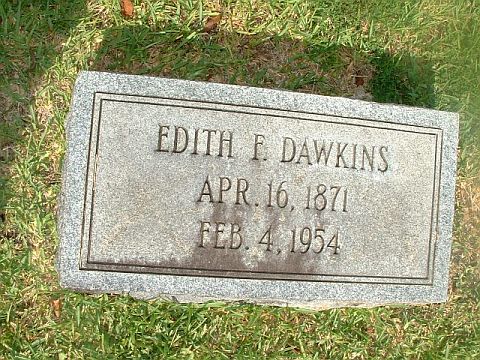 EDITH F. DAWKINS
APR. 16, 1871
FEB. 4, 1954